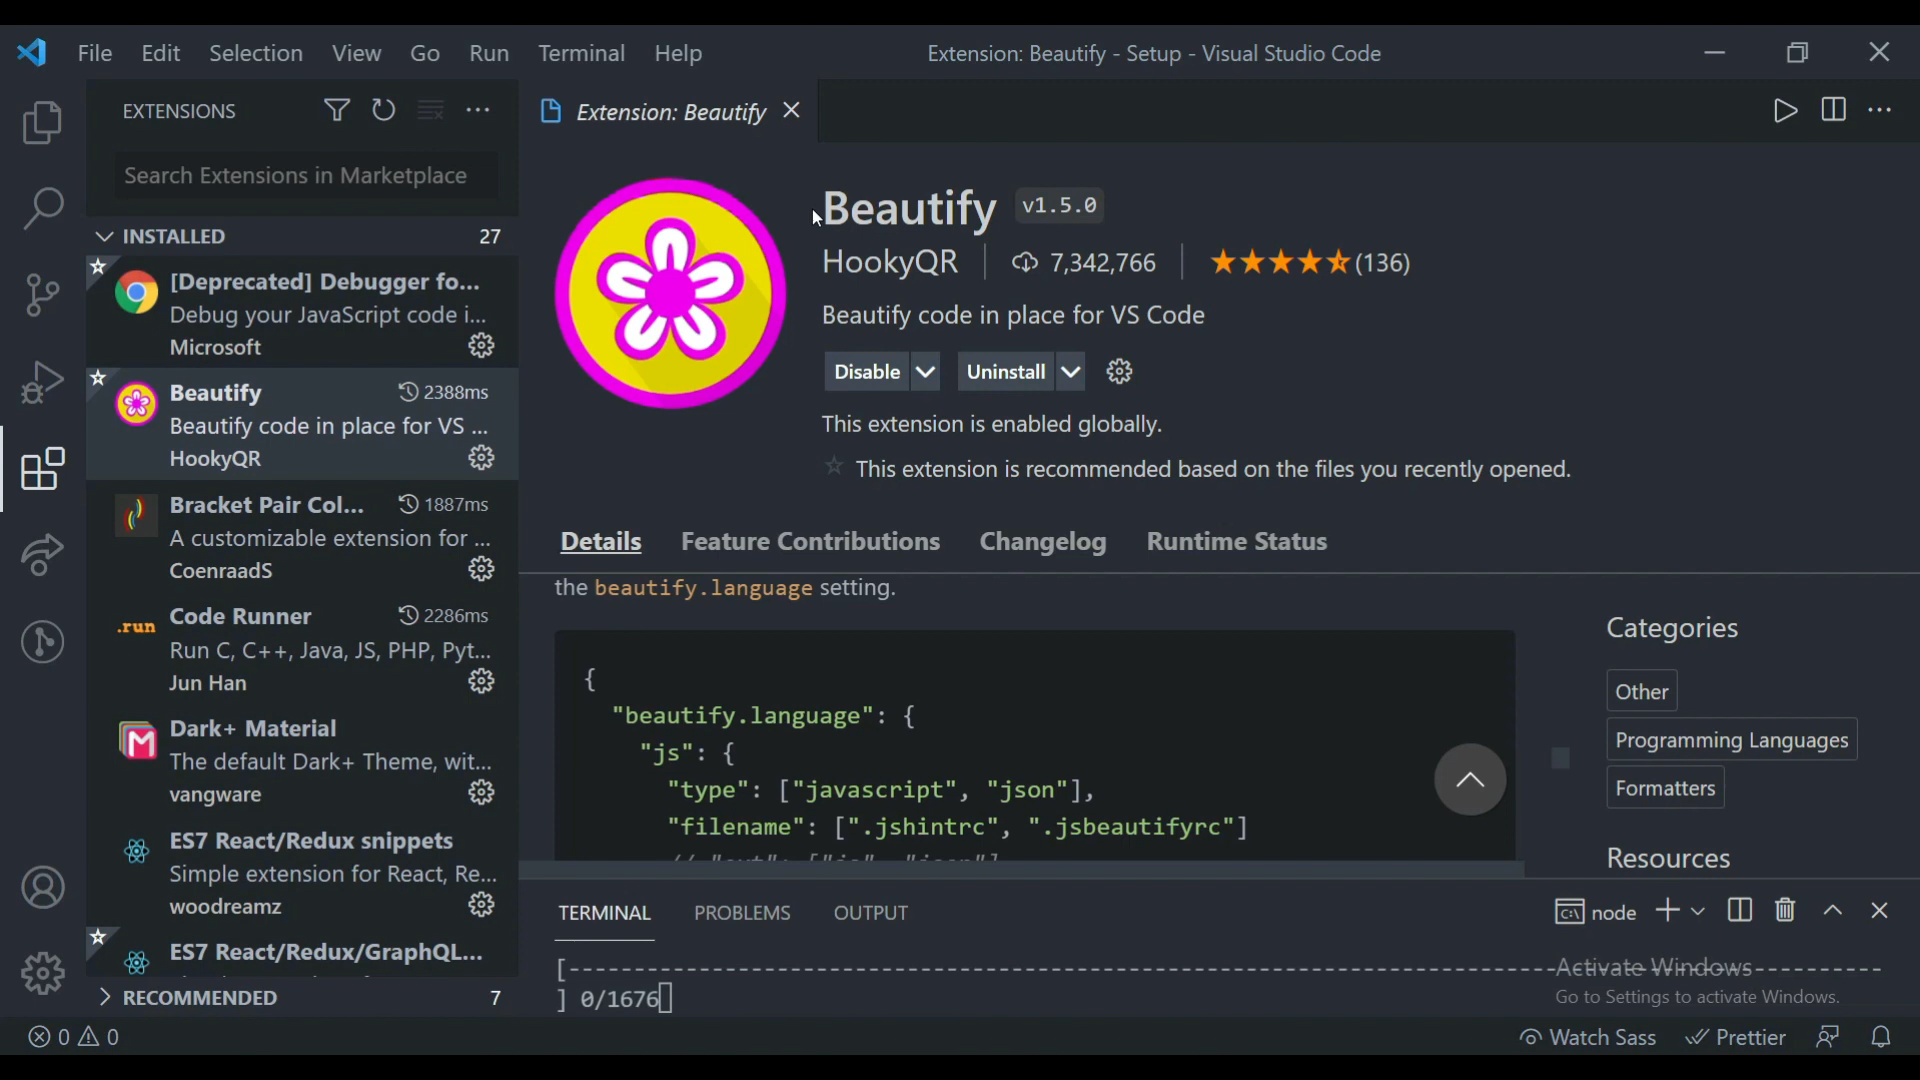 File Edit Selection View Go Run Terminal Help
Extension: Beautify - Setup - Visual Studio Code
EXTENSIONS
Search Extensions in Marketplace
INSTALLED 27
[Deprecated] Debugger fo...
Debug your JavaScript code i...
Microsoft
Beautify 2388ms
Beautify code in place for VS ...
HookyQR
Bracket Pair Col... 1887ms
A customizable extension for ...
CoenraadS
.run
Code Runner 2286ms
Run C, C++, Java, JS, PHP, Pyt...
Jun Han
M
Dark+ Material
The default Dark+ Theme, wit...
vangware
ES7 React/Redux snippets
Simple extension for React, Re...
woodreamz
ES7 React/Redux/GraphQL...
RECOMMENDED 7
Extension: Beautify
Beautify v1.5.0
HookyQR 7,342,766 (136)
Beautify code in place for VS Code
Disable Uninstall
This extension is enabled globally.
This extension is recommended based on the files you recently opened.
Details Feature Contributions Changelog Runtime Status
the beautify.language setting.
{
"beautify.language": {
"js": {
"type": ["javascript", "json"],
"filename": [".jshintrc", ".jsbeautifyrc"]
Categories
Other
Programming Languages
Formatters
Resources
TERMINAL PROBLEMS OUTPUT
node
[------------------------------------------------------------------------------------------
] 0/1676
Activate Windows
Go to Settings to activate Windows.
0 0
Watch Sass Prettier